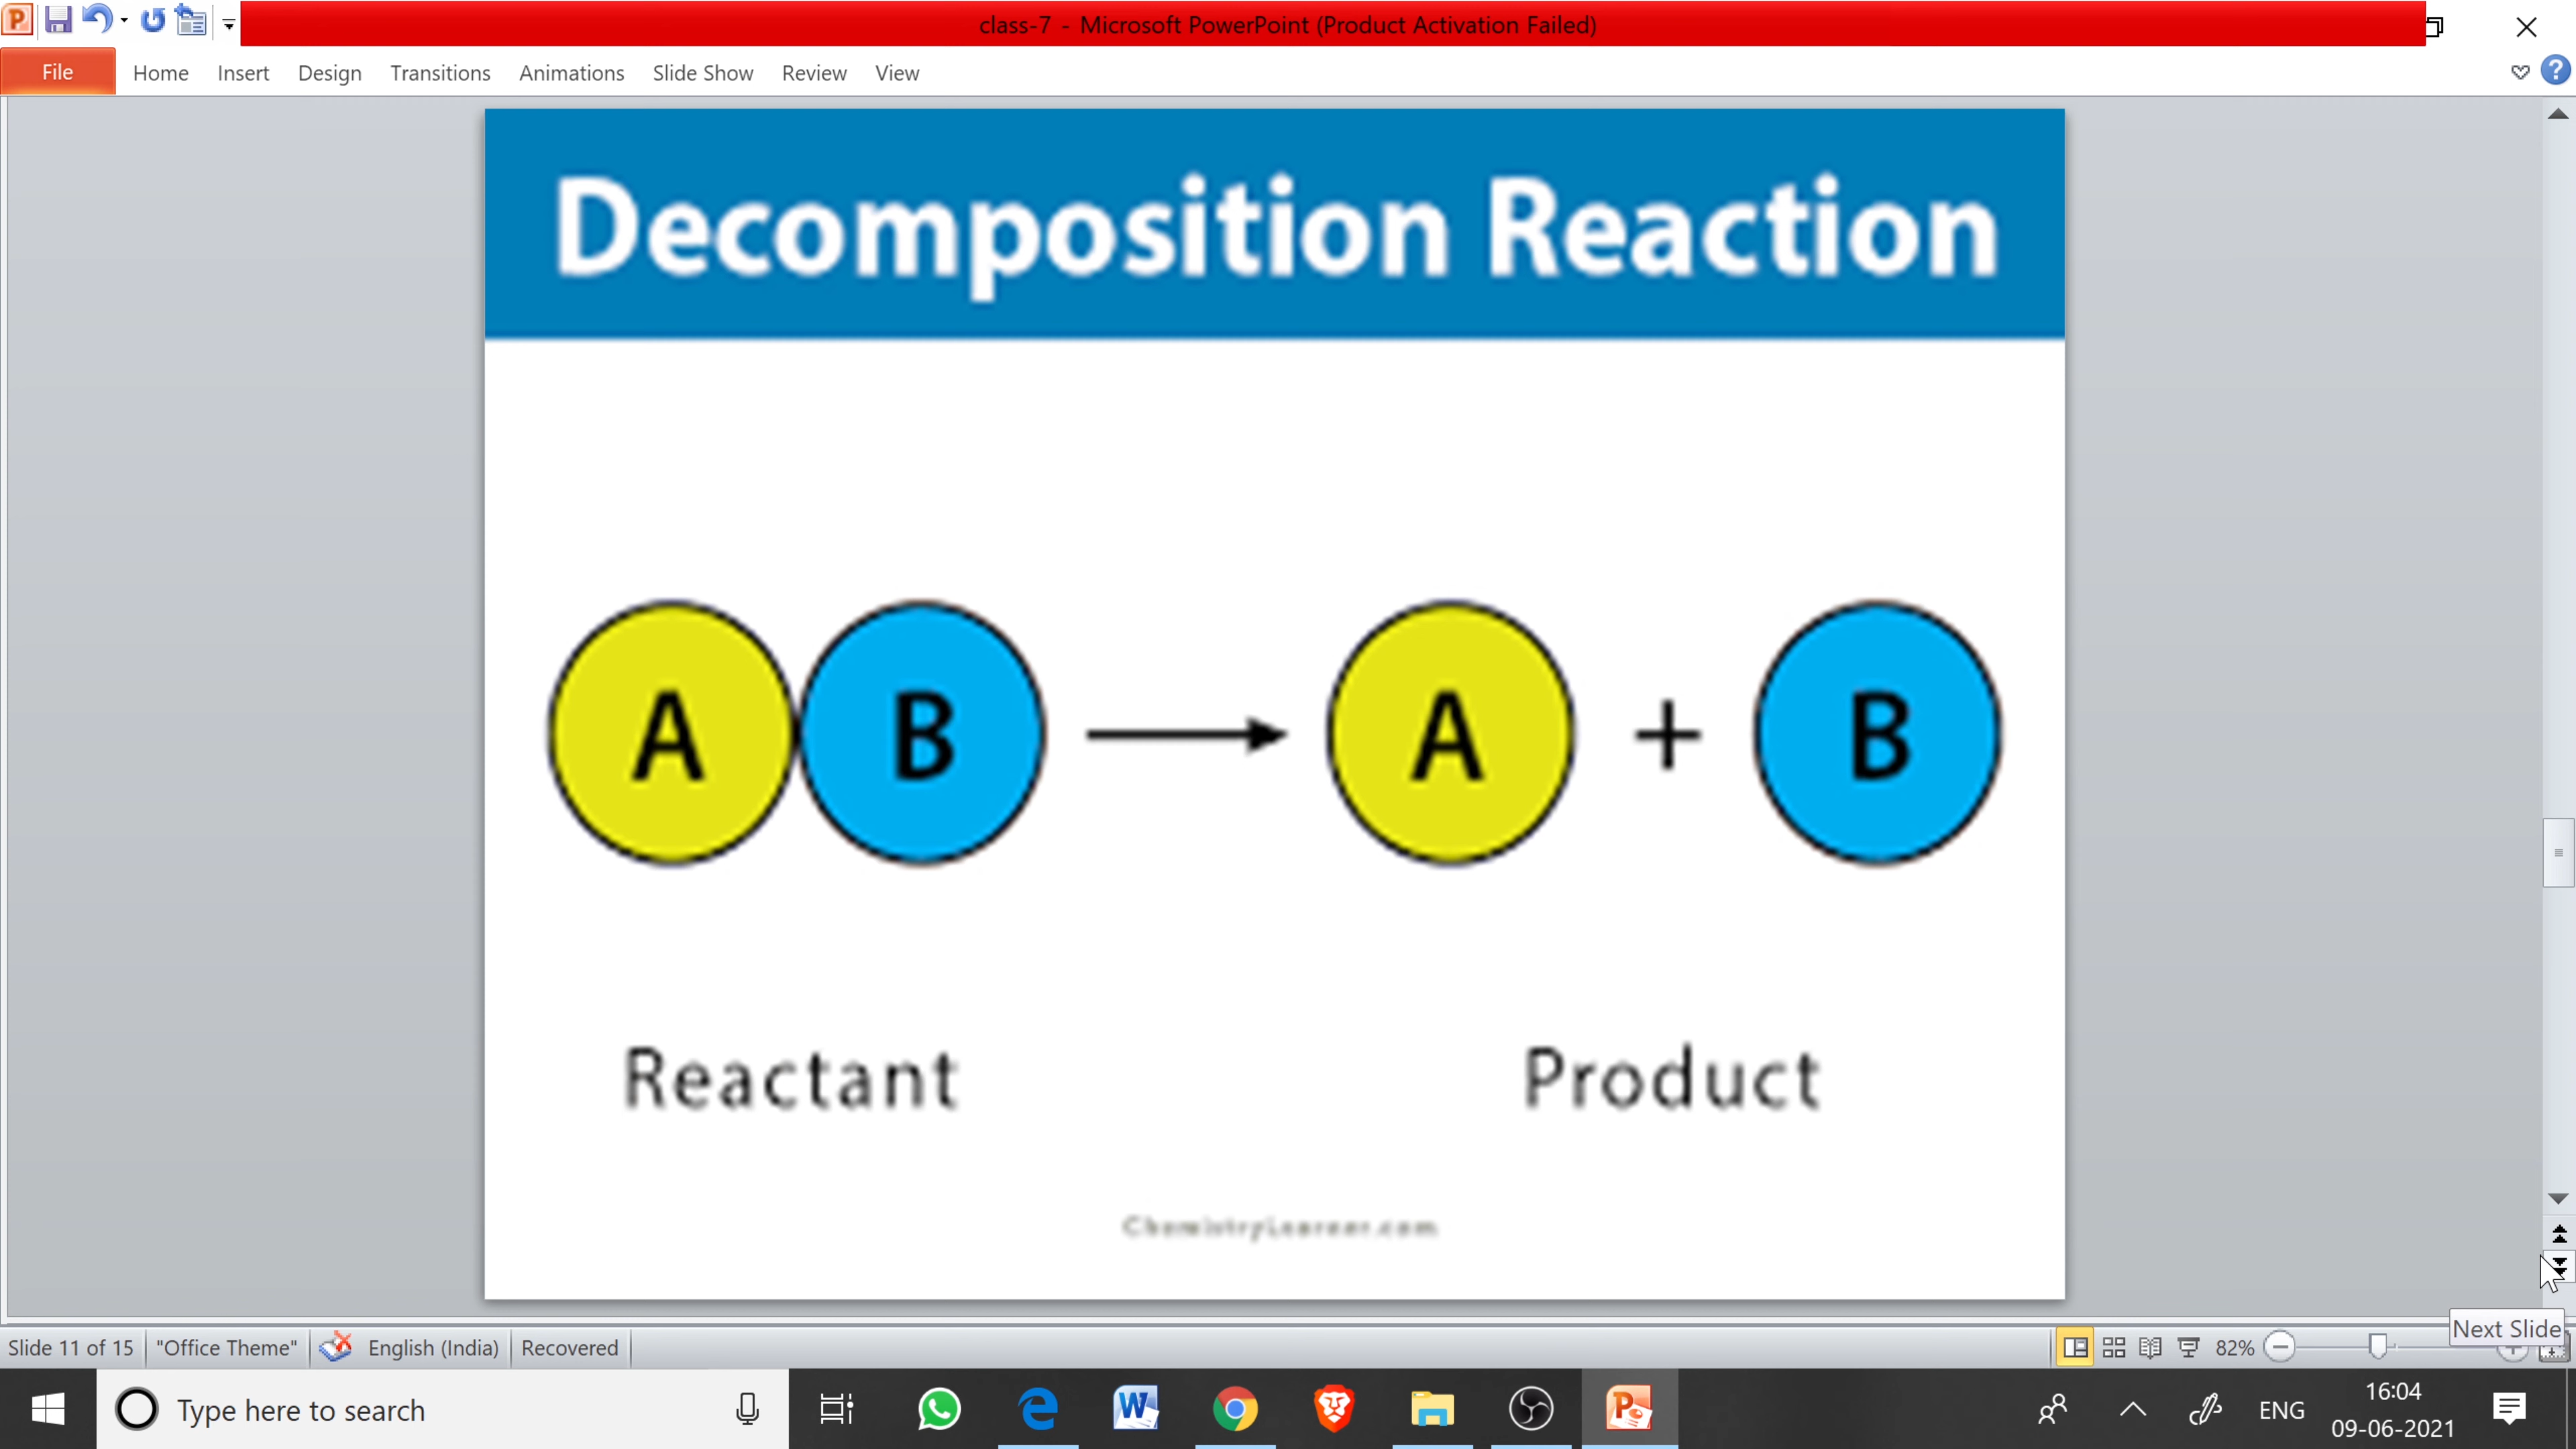 class-7 - Microsoft PowerPoint (Product Activation Failed)
File Home Insert Design Transitions Animations Slide Show Review View
Decomposition Reaction
A B A + B
Reactant Product
ChemistryLearner.com
Next Slide
Slide 11 of 15 "Office Theme" English (India) Recovered 82%
Type here to search ENG 16:04
09-06-2021